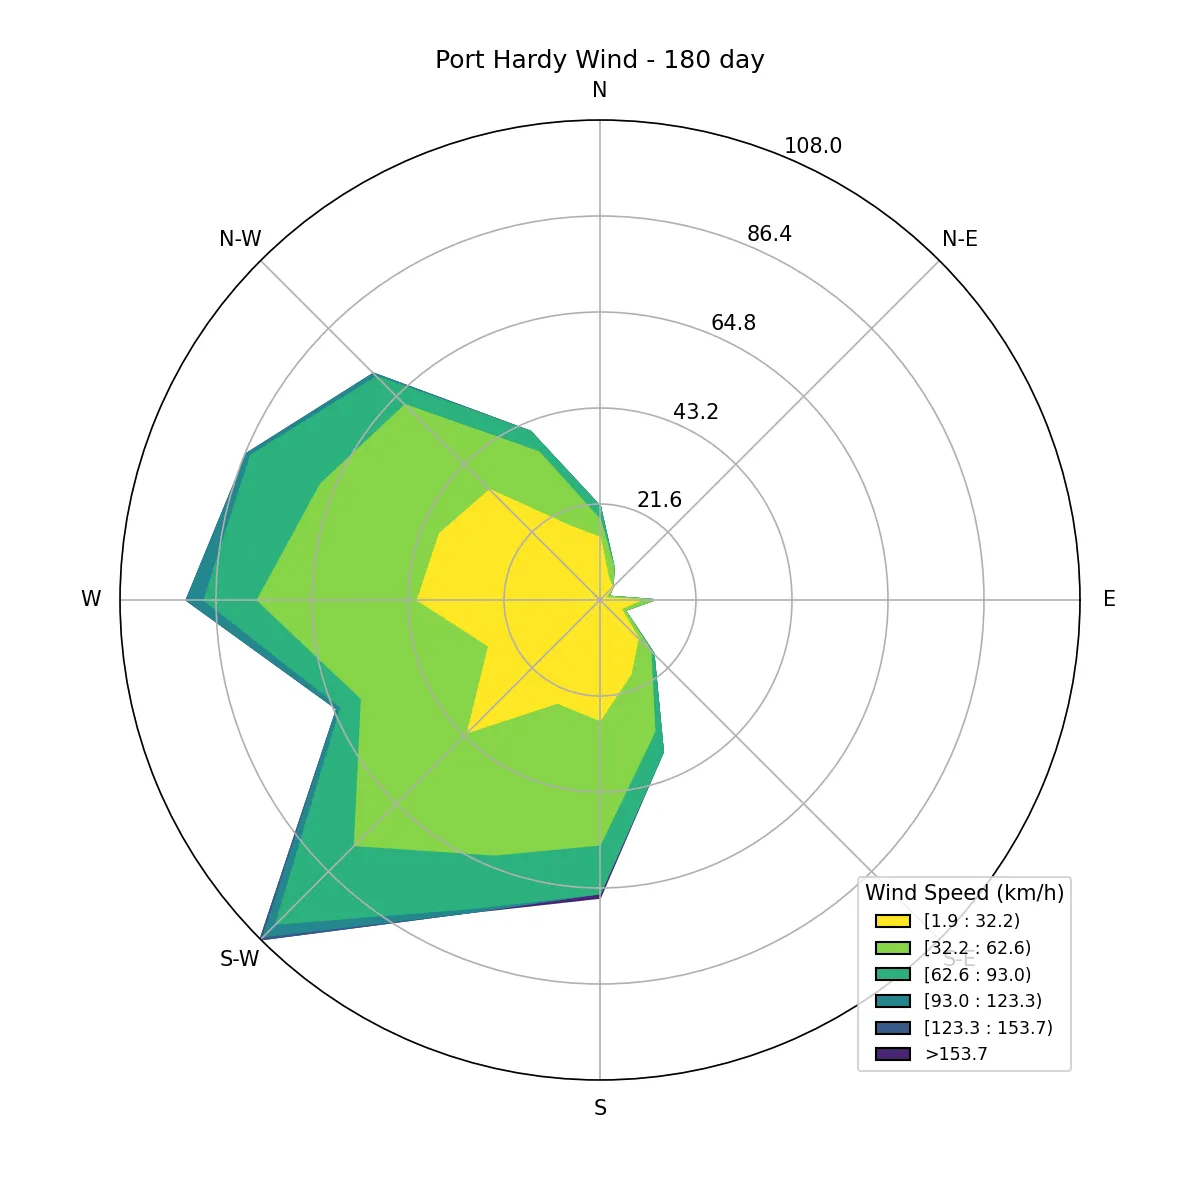 Port Hardy Wind - 180 day
N
108.0
N-W
86.4
N-E
64.8
43.2
21.6
W
E
S-W
S-E
S
Wind Speed (km/h)
[1.9 : 32.2)
[32.2 : 62.6)
[62.6 : 93.0)
[93.0 : 123.3)
[123.3 : 153.7)
>153.7